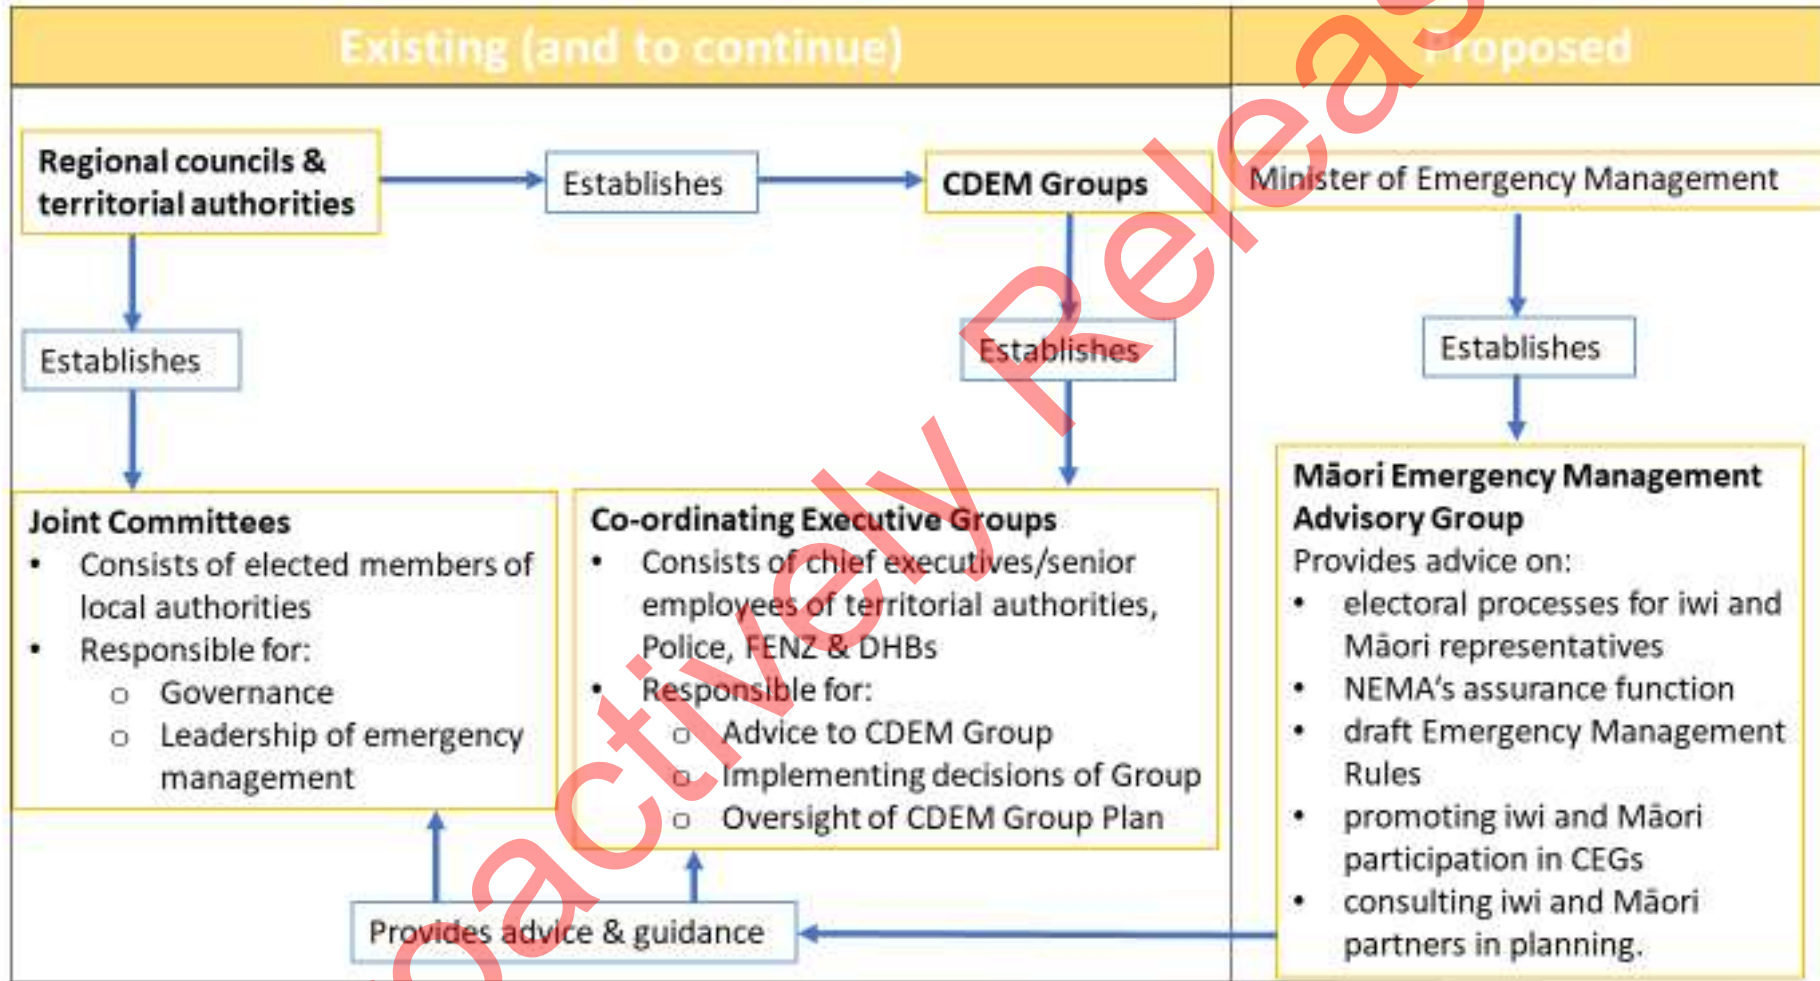 Existing (and to continue)
Proposed
Regional councils &
territorial authorities
Establishes
CDEM Groups
Minister of Emergency Management
Establishes
Establishes
Establishes
Joint Committees
• Consists of elected members of
local authorities
• Responsible for:
o Governance
o Leadership of emergency
management
Co-ordinating Executive Groups
• Consists of chief executives/senior
employees of territorial authorities,
Police, FENZ & DHBs
• Responsible for:
o Advice to CDEM Group
o Implementing decisions of Group
o Oversight of CDEM Group Plan
Māori Emergency Management
Advisory Group
Provides advice on:
• electoral processes for iwi and
Māori representatives
• NEMA's assurance function
• draft Emergency Management
Rules
• promoting iwi and Māori
participation in CEGs
• consulting iwi and Māori
partners in planning.
Provides advice & guidance
oactively Releas